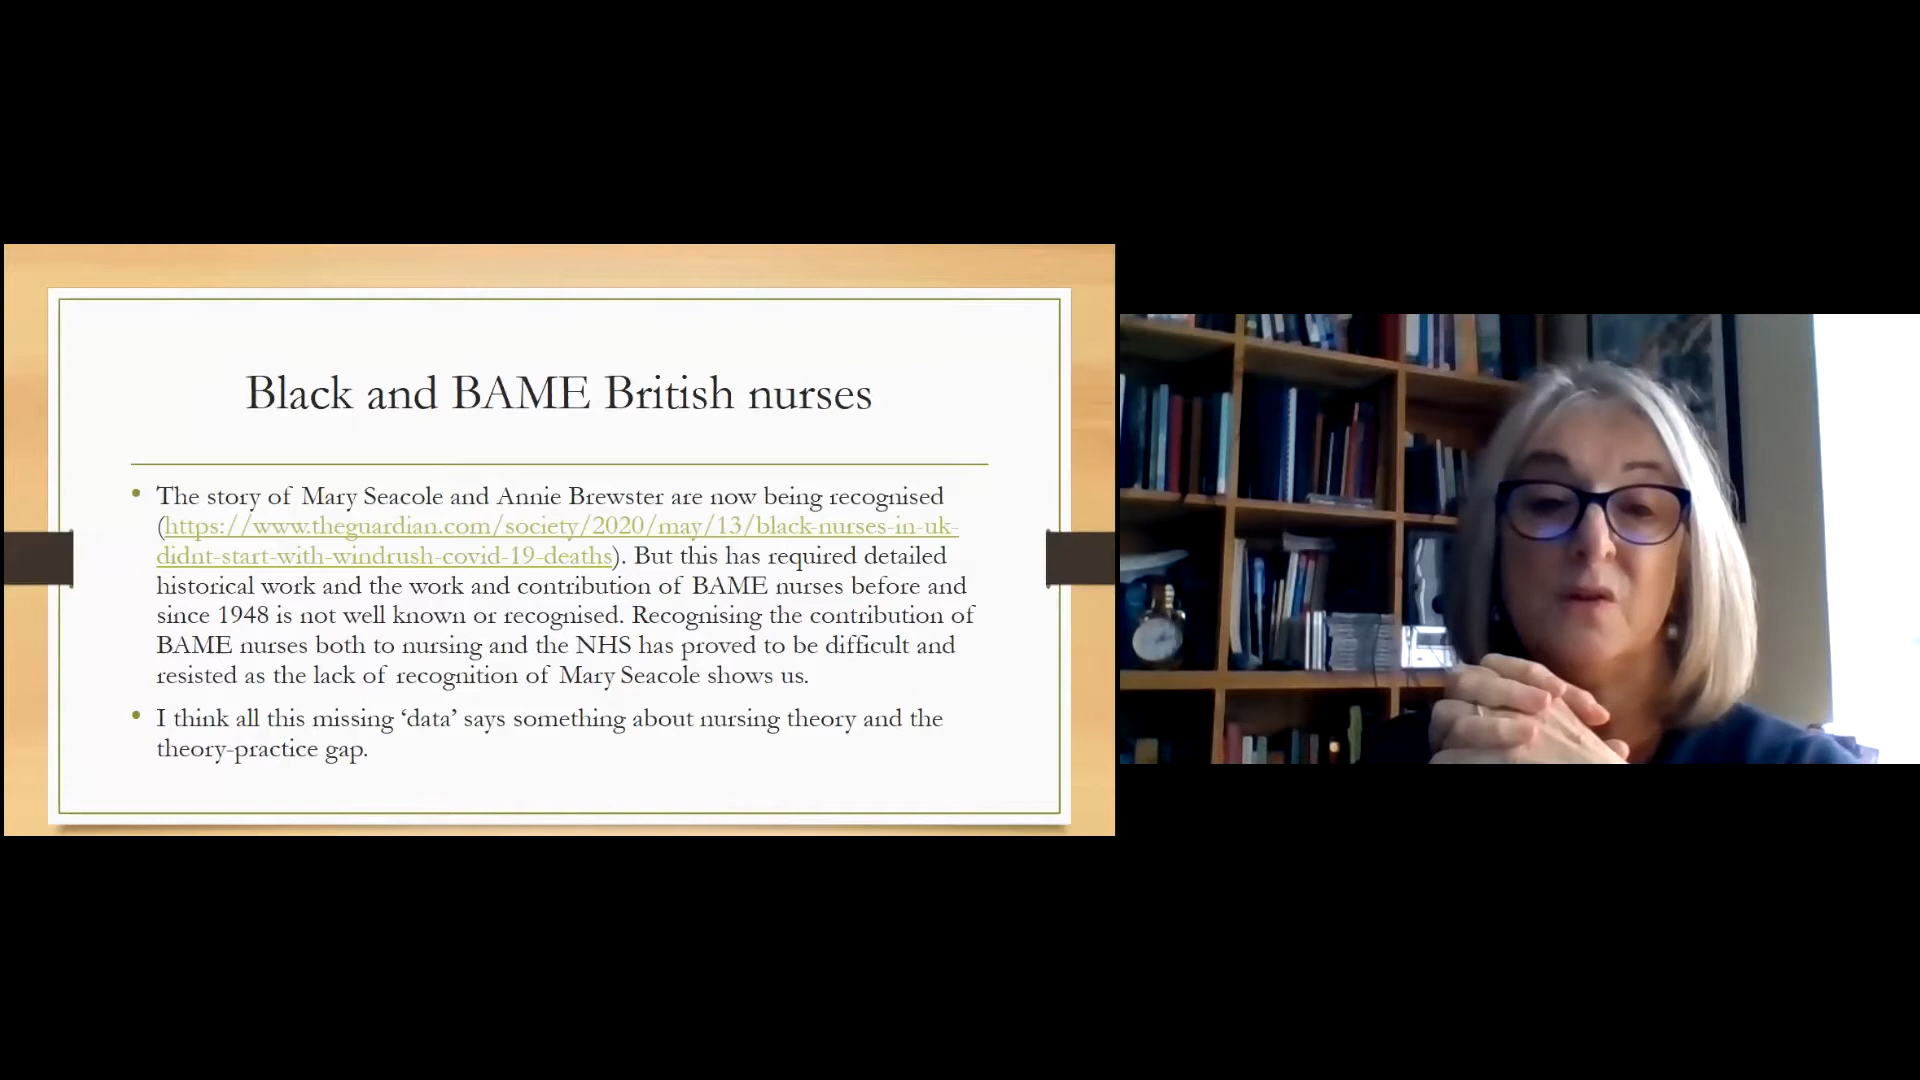 Black and BAME British nurses
• The story of Mary Seacole and Annie Brewster are now being recognised
(https://www.theguardian.com/society/2020/may/13/black-nurses-in-uk-
didnt-start-with-windrush-covid-19-deaths). But this has required detailed
historical work and the work and contribution of BAME nurses before and
since 1948 is not well known or recognised. Recognising the contribution of
BAME nurses both to nursing and the NHS has proved to be difficult and
resisted as the lack of recognition of Mary Seacole shows us.
• I think all this missing ‘data’ says something about nursing theory and the
theory-practice gap.